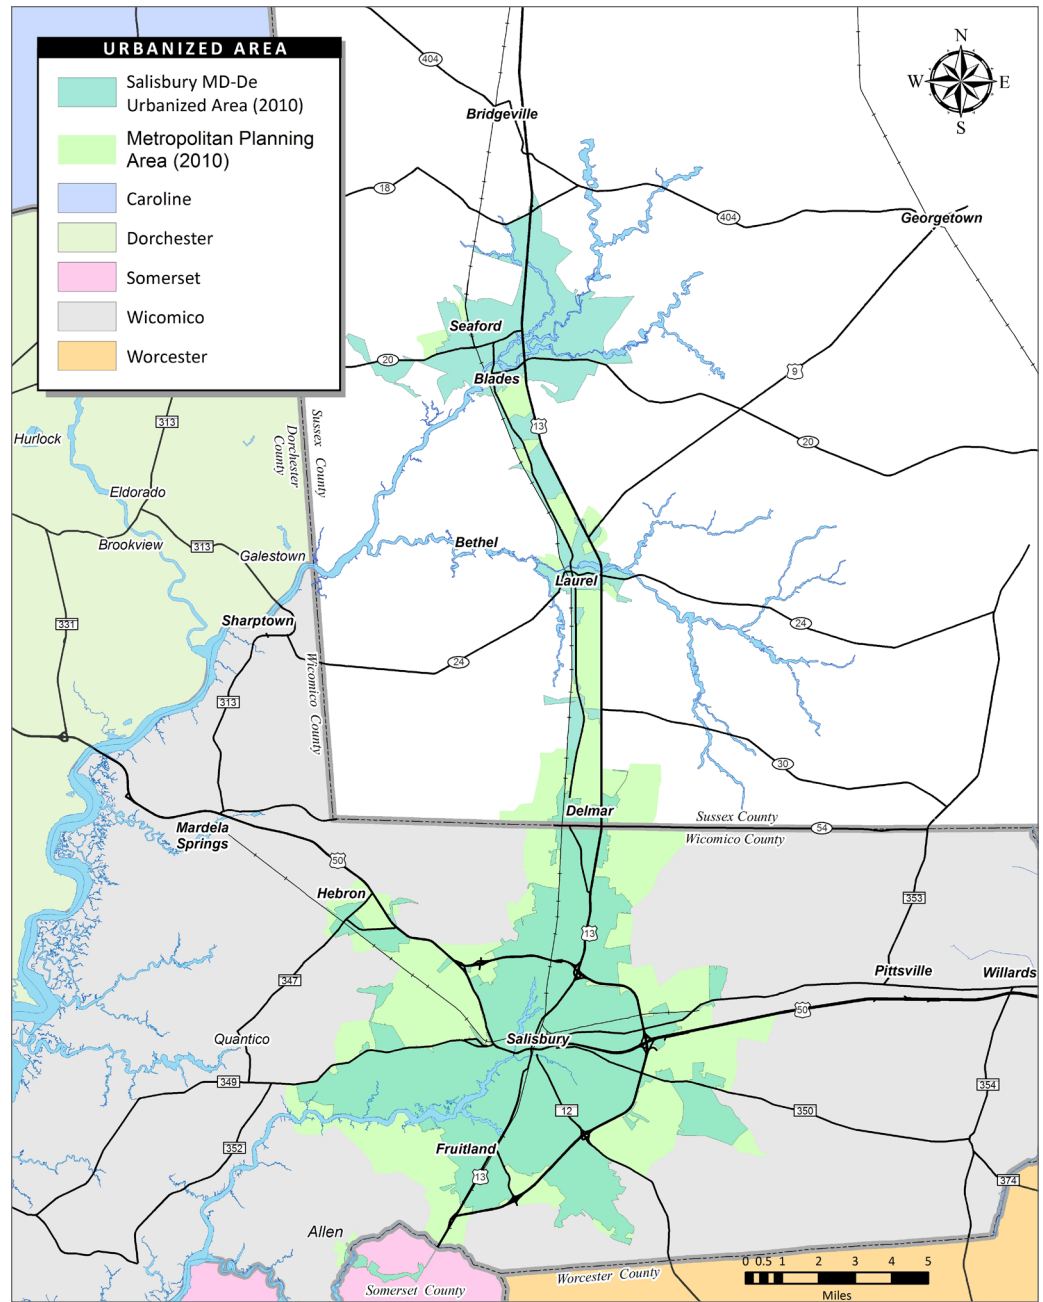 URBANIZED AREA
Salisbury MD-De
Urbanized Area (2010)
Metropolitan Planning
Area (2010)
Caroline
Dorchester
Somerset
Wicomico
Worcester
N
W E
S
404
Bridgeville
18
404
Georgetown
Seaford
20
Blades
9
313
13
20
Hurlock
Sussex County
Dorchester
County
Eldorado
Brookview
313
Galestown
Bethel
Laurel
Sharptown
331
24
24
Wicomico County
313
30
Delmar
Sussex County
54
Wicomico County
Mardela
Springs
50
Hebron
353
13
347
Pittsville
Willards
50
Quantico
Salisbury
349
354
12
350
352
Fruitland
13
374
Allen
Somerset County
Worcester County
0 0.5 1 2 3 4 5
Miles